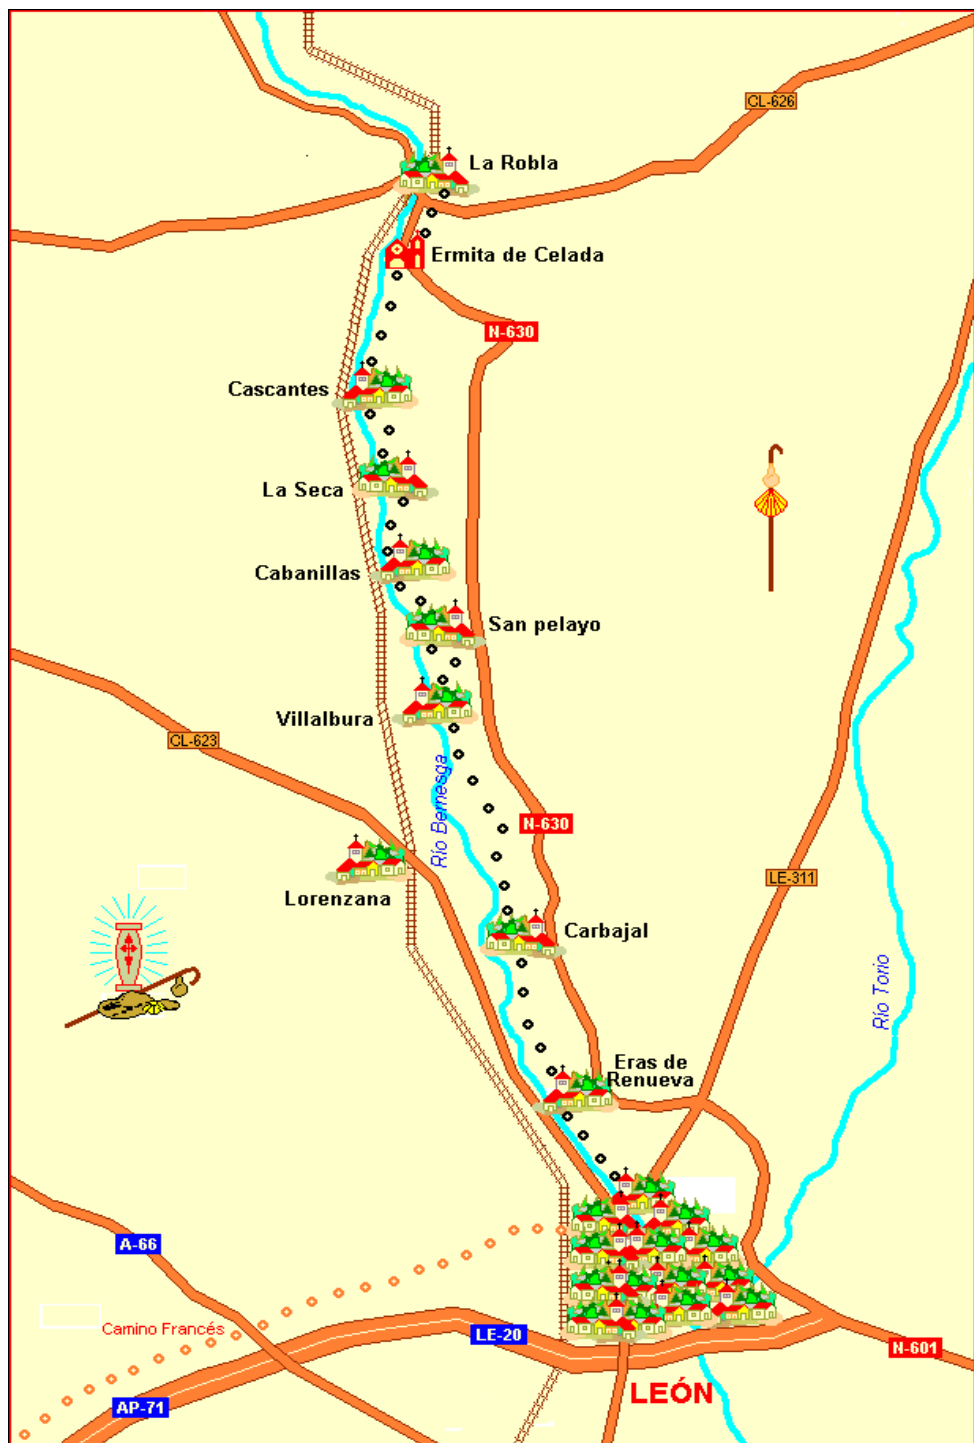 CL-626
La Robla
Ermita de Celada
N-630
Cascantes
La Seca
Cabanillas
San pelayo
Villalbura
CL-623
Río Bernesga
N-630
Lorenzana
LE-311
Carbajal
Río Torio
Eras de
Renueva
A-66
Camino Francés
LE-20
N-601
LEÓN
AP-71